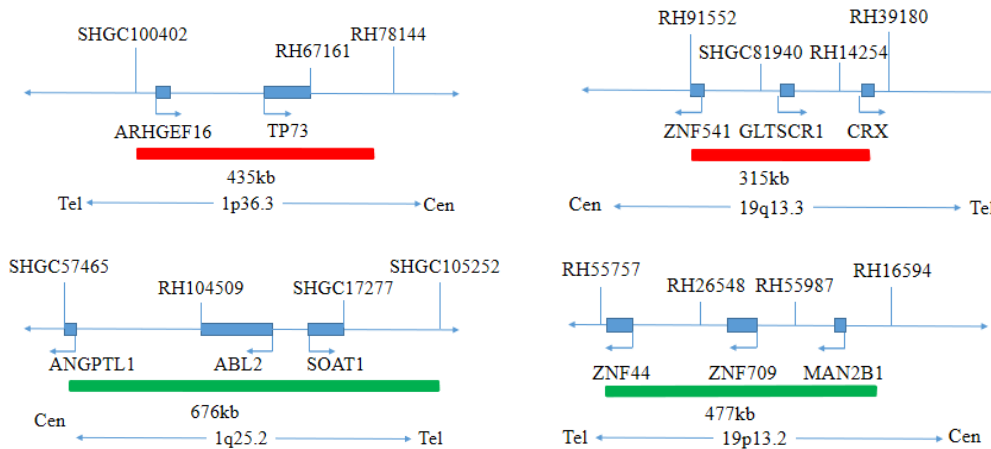 SHGC100402
RH67161
RH78144
ARHGEF16
TP73
435kb
Tel
1p36.3
Cen
RH91552
SHGC81940
RH14254
RH39180
ZNF541
GLTSCR1
CRX
315kb
Cen
19q13.3
Tel
SHGC57465
RH104509
SHGC17277
SHGC105252
ANGPTL1
ABL2
SOAT1
676kb
Cen
1q25.2
Tel
RH55757
RH26548
RH55987
RH16594
ZNF44
ZNF709
MAN2B1
477kb
Tel
19p13.2
Cen